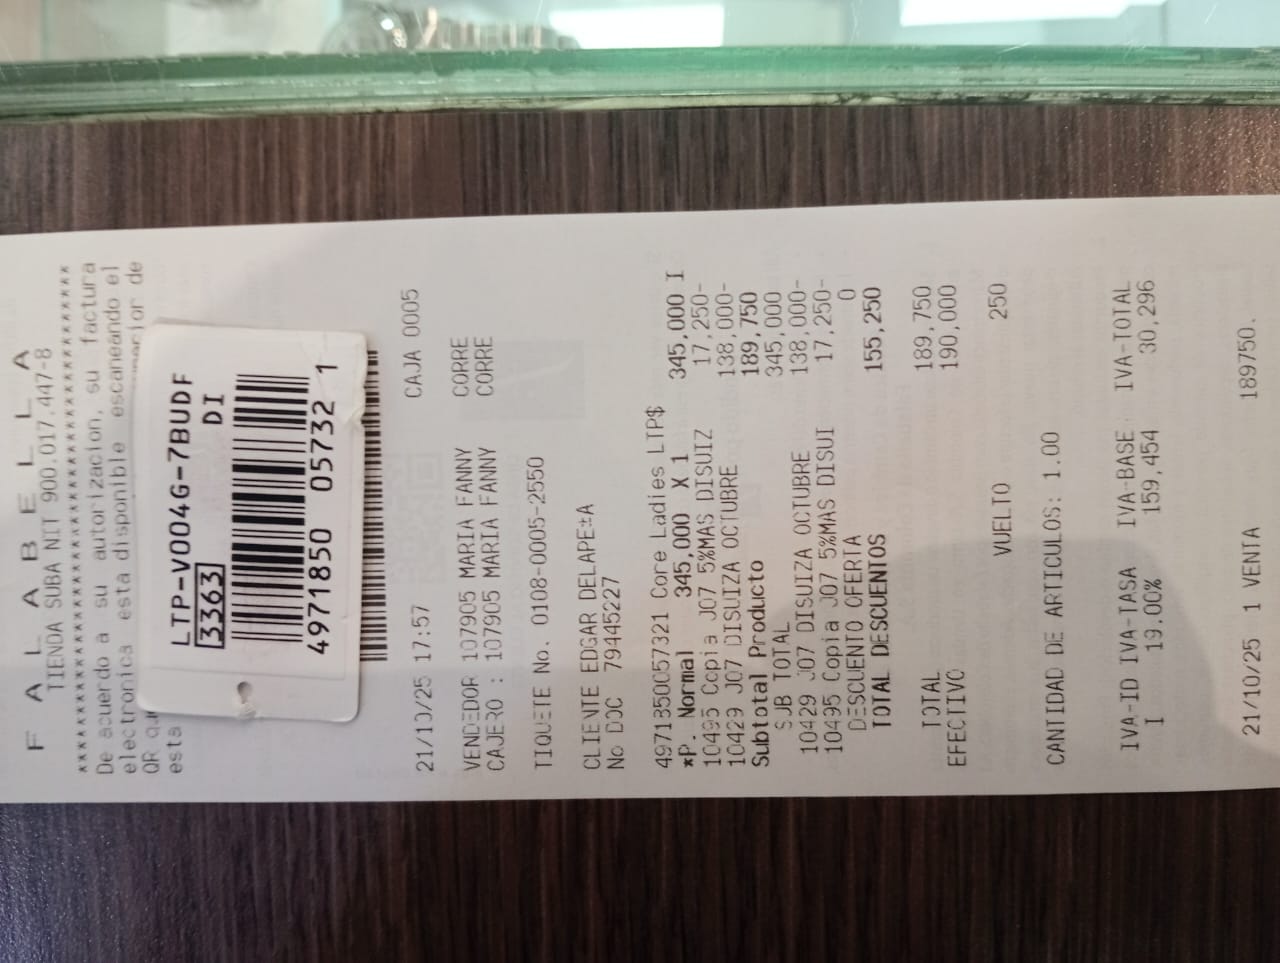 F A L A B E L L A
TIENDA SUBA NIT 900.017.447-8
****************************************
De acuerdo a su autorizacion, su factura
electronica esta disponible escaneando el
QR de
esta
LTP-V004G-7BUDF
3363 DI
4971850 05732 1
21/10/25 17:57 CAJA 0005
VENDEDOR 107905 MARIA FANNY CORRE
CAJERO : 107905 MARIA FANNY CORRE
TIQUETE No. 0108-0005-2550
CLIENTE EDGAR DELAPE±A
No DOC 79445227
4971850057321 Core Ladies LTP$
*P. Normal 345,000 X 1 345,000 I
10495 Copia J07 5%MAS DISUIZ 17,250-
10429 J07 DISUIZA OCTUBRE 138,000-
Subtotal Producto 189,750
SUB TOTAL 345,000
10429 J07 DISUIZA OCTUBRE 138,000-
10495 Copia J07 5%MAS DISUI 17,250-
DESCUENTO OFERTA 0
TOTAL DESCUENTOS 155,250
TOTAL 189,750
EFECTIVO 190,000
VUELTO 250
CANTIDAD DE ARTICULOS: 1.00
IVA-ID IVA-TASA IVA-BASE IVA-TOTAL
I 19.00% 159,454 30,296
21/10/25 1 VENTA 189750.